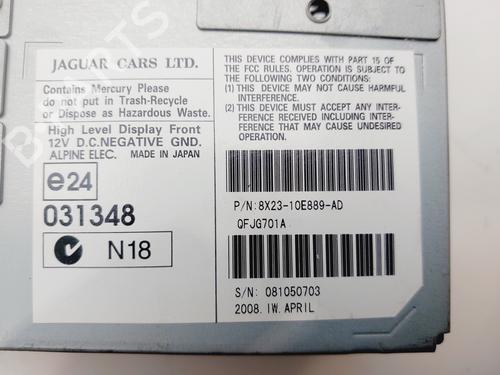 JAGUAR CARS LTD.
Contains Mercury Please
do not put in Trash-Recycle
or Dispose as Hazardous Waste.
High Level Display Front
12V D.C.NEGATIVE GND.
ALPINE ELEC. MADE IN JAPAN
e24
031348
N18
THIS DEVICE COMPLIES WITH PART 15 OF
THE FCC RULES. OPERATION IS SUBJECT TO
THE FOLLOWING TWO CONDITIONS:
(1) THIS DEVICE MAY NOT CAUSE HARMFUL
INTERFERENCE.
(2) THIS DEVICE MUST ACCEPT ANY INTER-
FERENCE RECEIVED INCLUDING INTER-
FERENCE THAT MAY CAUSE UNDESIRED
OPERATION.
P/N:8X23-10E889-AD
QFJG701A
S/N: 081050703
2008. IW. APRIL